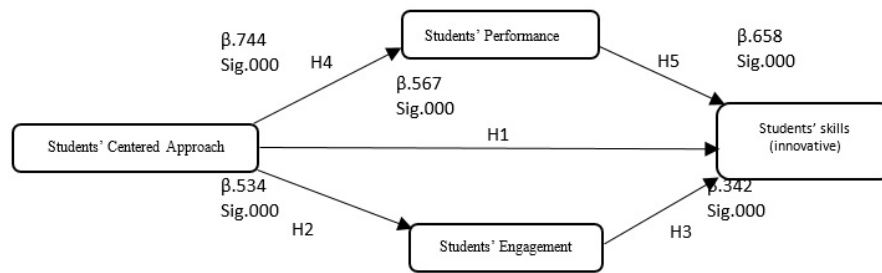 Students’ Performance
β.744
Sig.000
H4
β.567
Sig.000
H5
β.658
Sig.000
Students’ Centered Approach
H1
Students’ skills
(innovative)
β.534
Sig.000
H2
Students’ Engagement
H3
β.342
Sig.000